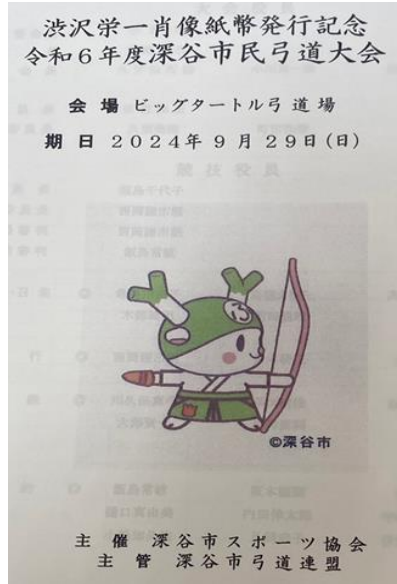 渋沢栄一肖像紙幣発行記念
令和6年度深谷市民弓道大会
会場 ビッグタートル弓道場
期日 2024年9月29日(日)
©深谷市
主催 深谷市スポーツ協会
主管 深谷市弓道連盟